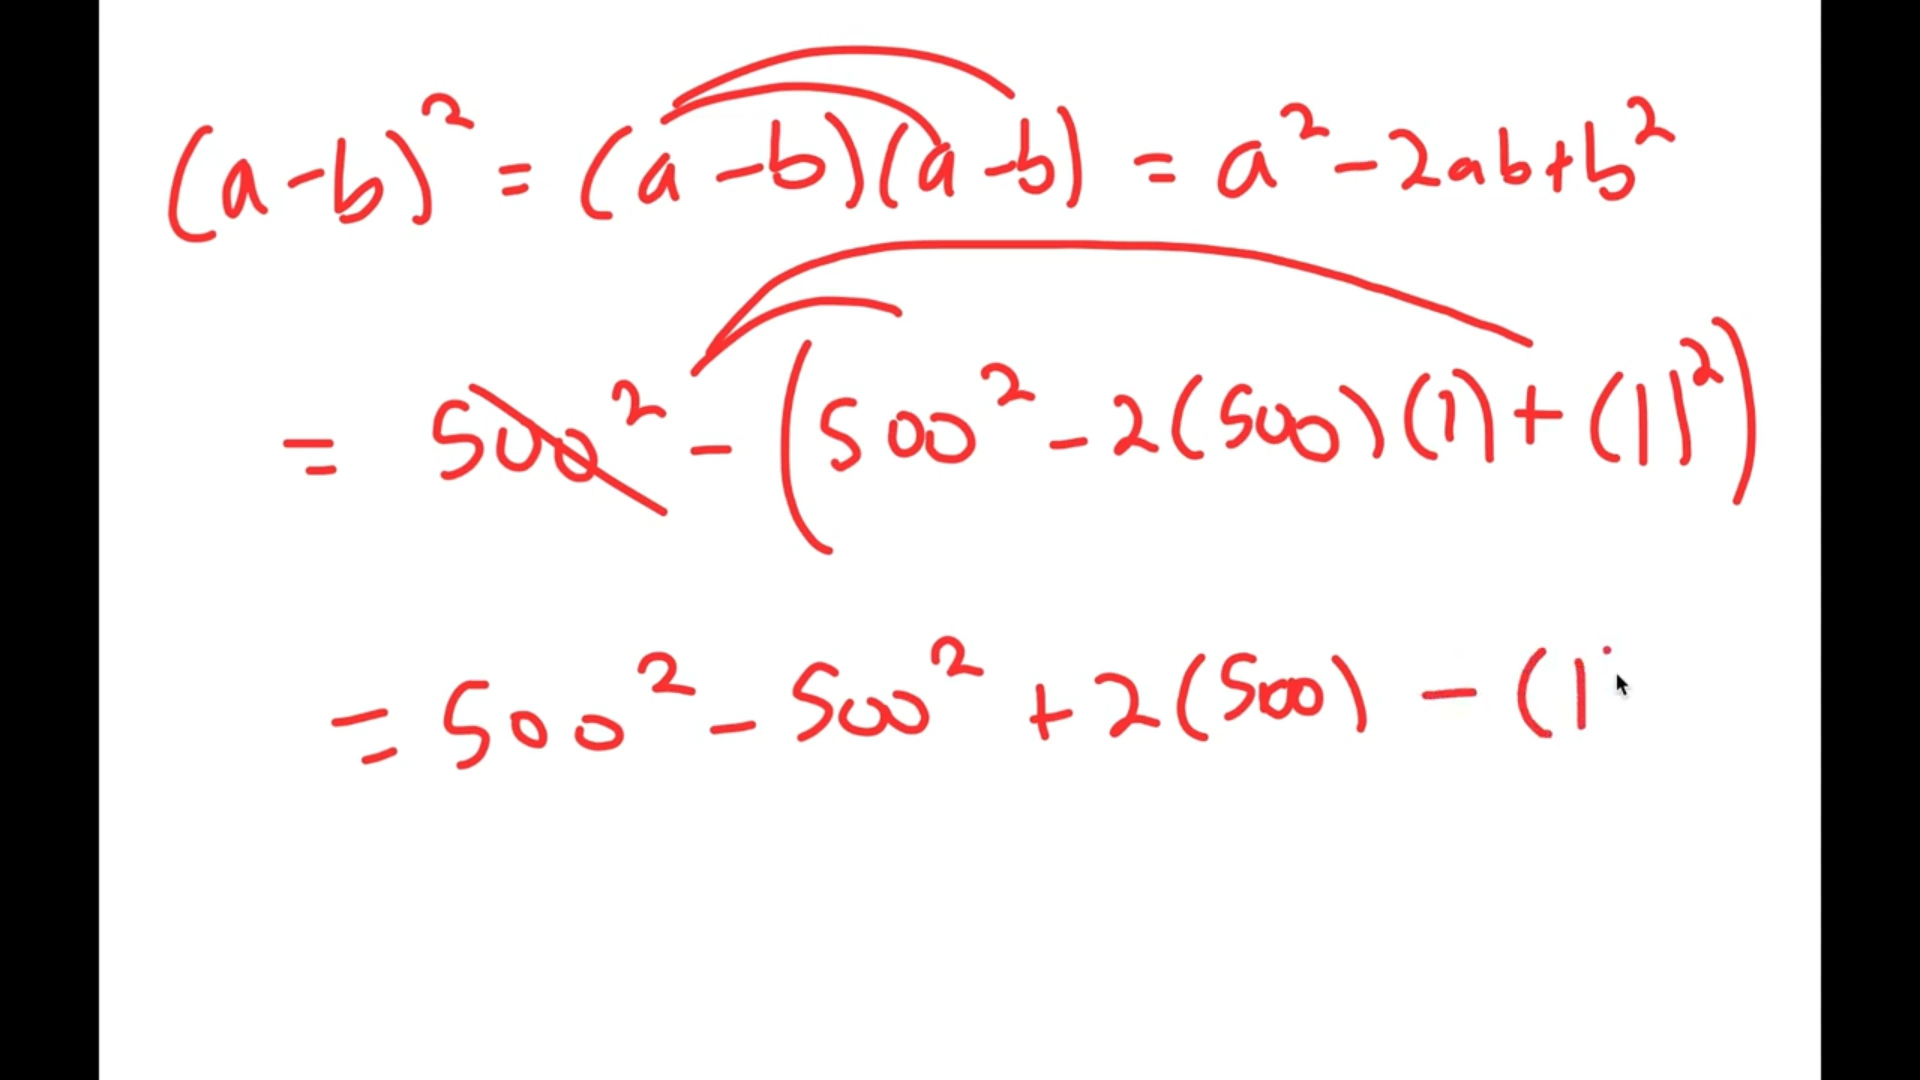 (a-b)² = (a-b)(a-b) = a²-2ab+b²
= 500² - (500² - 2(500)(1) + (1)²)
= 500² - 500² + 2(500) - (1